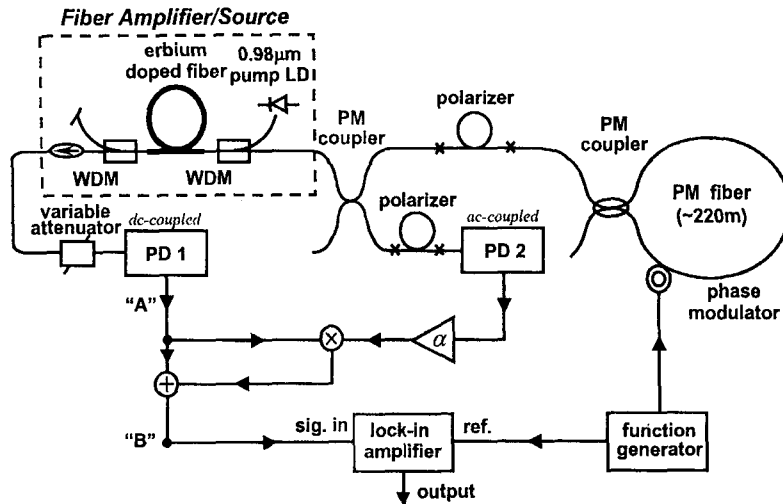 Fiber Amplifier/Source
erbium
doped fiber
0.98µm
pump LD
WDM
WDM
PM
coupler
polarizer
PM
coupler
PM fiber
(~220m)
polarizer
variable
attenuator
dc-coupled
PD 1
ac-coupled
PD 2
phase
modulator
"A"
×
α
+
"B"
sig. in
lock-in
amplifier
ref.
function
generator
output